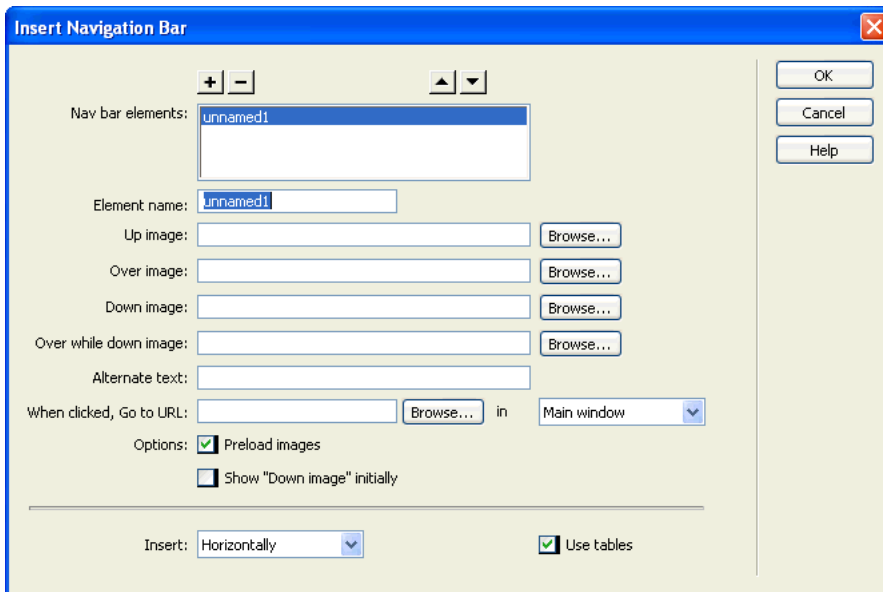 Insert Navigation Bar
OK
Nav bar elements: unnamed1
Cancel
Help
Element name: unnamed1
Up image: Browse...
Over image: Browse...
Down image: Browse...
Over while down image: Browse...
Alternate text:
When clicked, Go to URL: Browse... in Main window
Options: Preload images
Show "Down image" initially
Insert: Horizontally Use tables